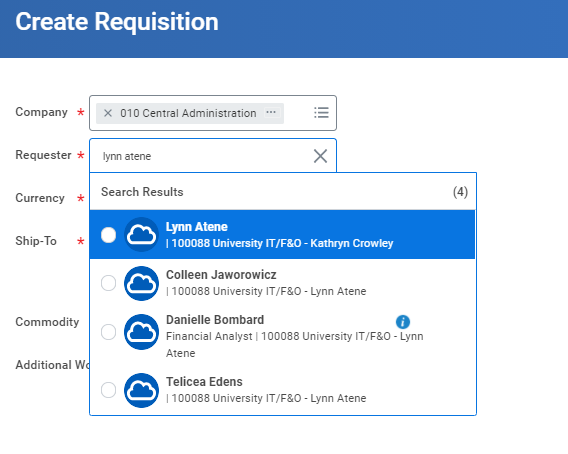 Create Requisition
Company *
× 010 Central Administration ...
Requester *
lynn atene
Currency *
Search Results (4)
Lynn Atene
| 100088 University IT/F&O - Kathryn Crowley
Ship-To *
Colleen Jaworowicz
| 100088 University IT/F&O - Lynn Atene
Commodity
Danielle Bombard
Financial Analyst | 100088 University IT/F&O - Lynn
Atene
Additional Wo
Telicea Edens
| 100088 University IT/F&O - Lynn Atene